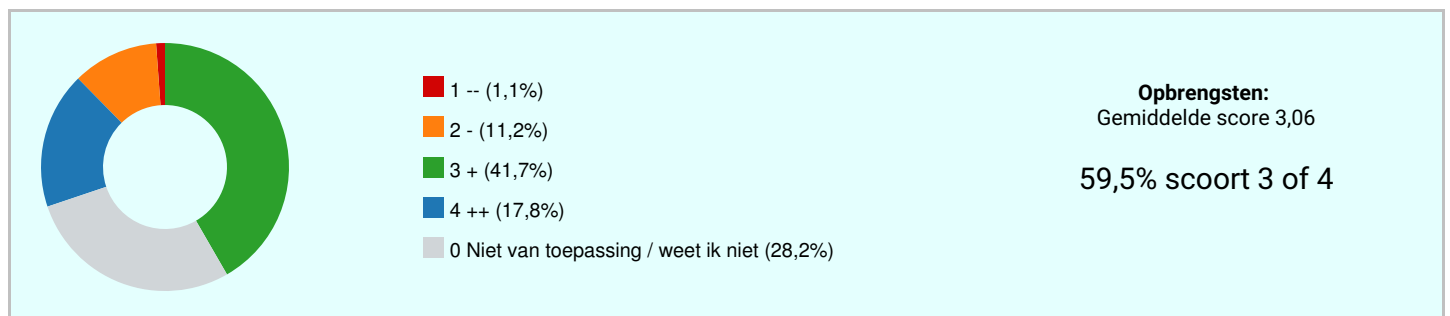 1 -- (1,1%)
2 - (11,2%)
3 + (41,7%)
4 ++ (17,8%)
0 Niet van toepassing / weet ik niet (28,2%)
Opbrengsten:
Gemiddelde score 3,06
59,5% scoort 3 of 4